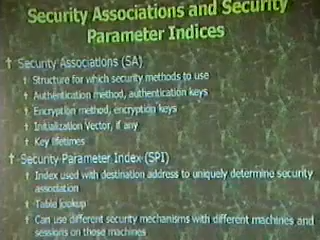 Security Associations and Security
Parameter Indices
Security Associations (SA)
Structure for which security methods to use
Authentication method, authentication keys
Encryption method, encryption keys
Initialization Vector, if any
Key lifetimes
Security Parameter Index (SPI)
Index used with destination address to uniquely determine security
association
Table lookup
Can use different security mechanisms with different machines and
sessions on those machines